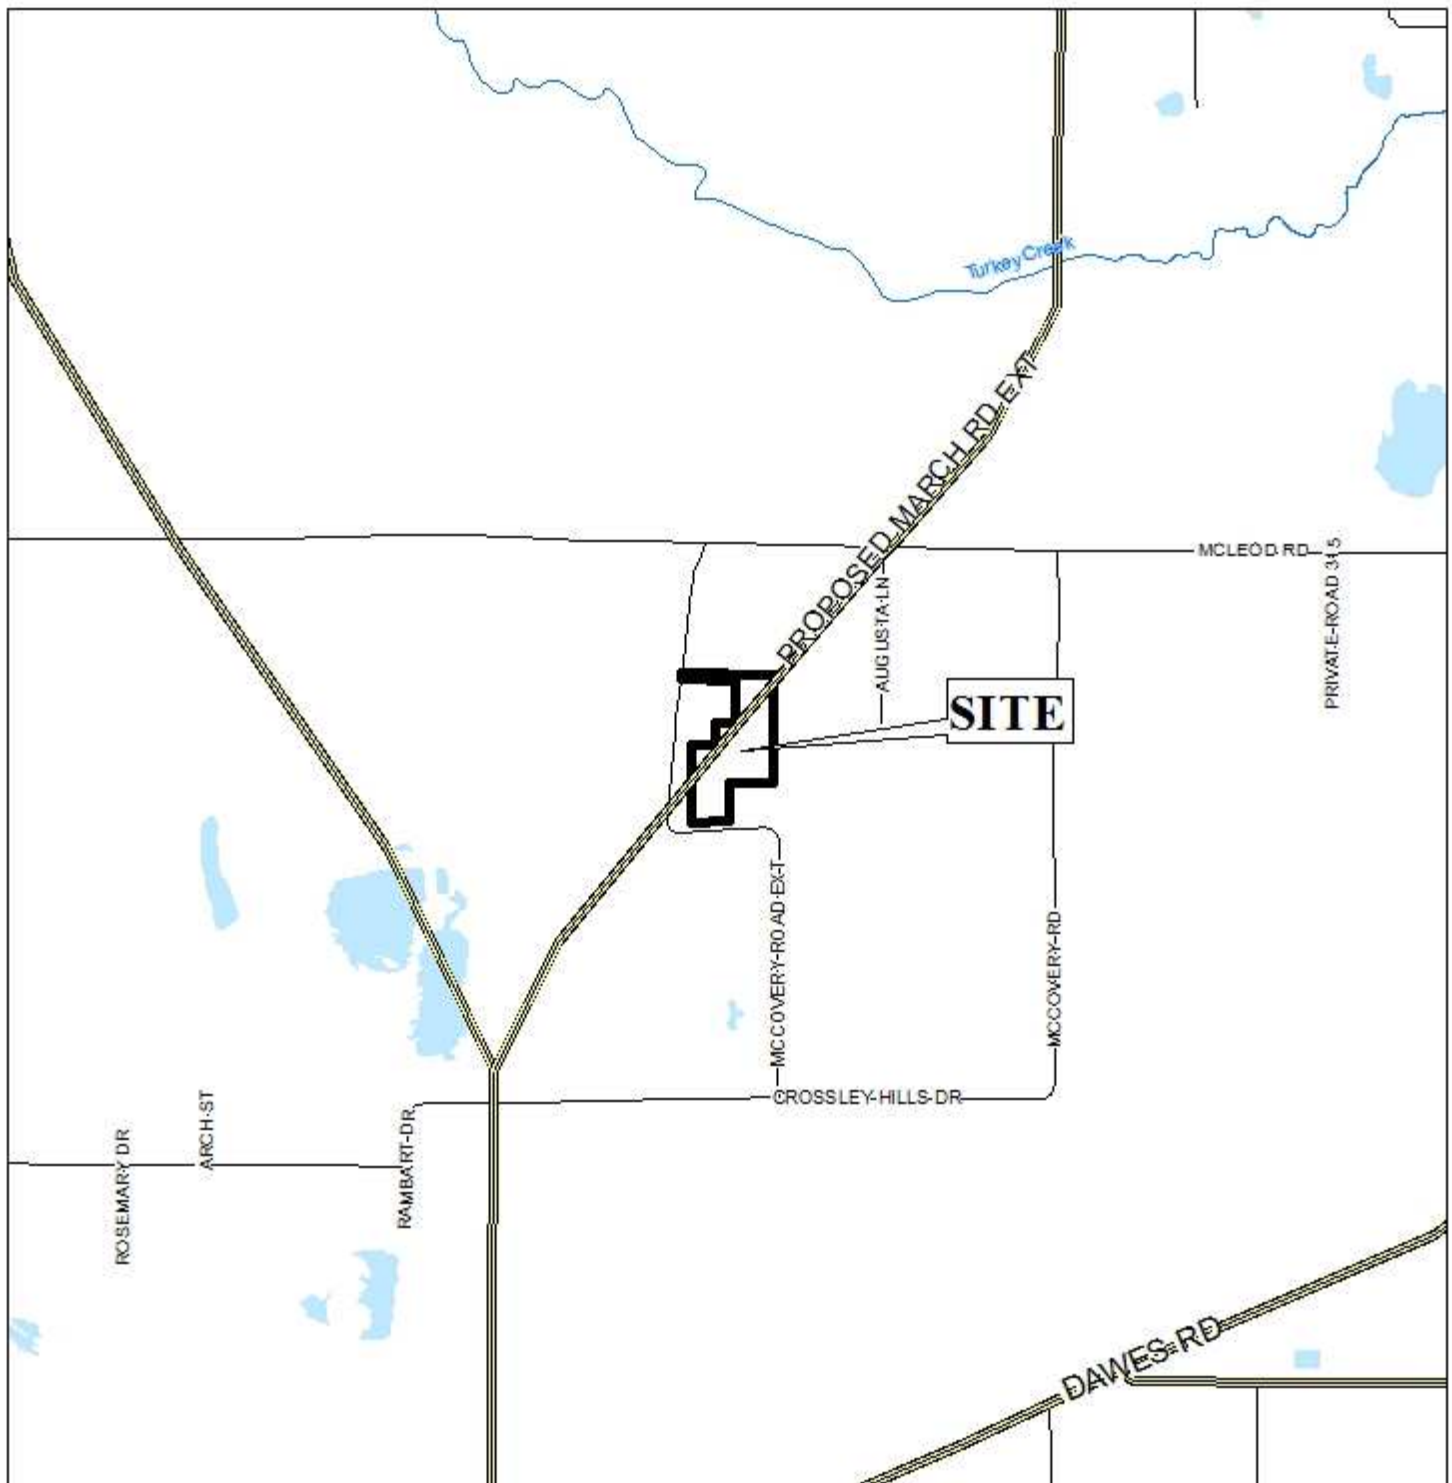 Turkey Creek
PROPOSED MARCH RD EXT
MCLEOD RD
PRIVATE ROAD 315
AUGUSTA LN
SITE
MCCOVERY ROAD EXT
MCCOVERY RD
CROSSLEY HILLS DR
ARCH ST
RAMBART DR
ROSEMARY DR
DAWES RD